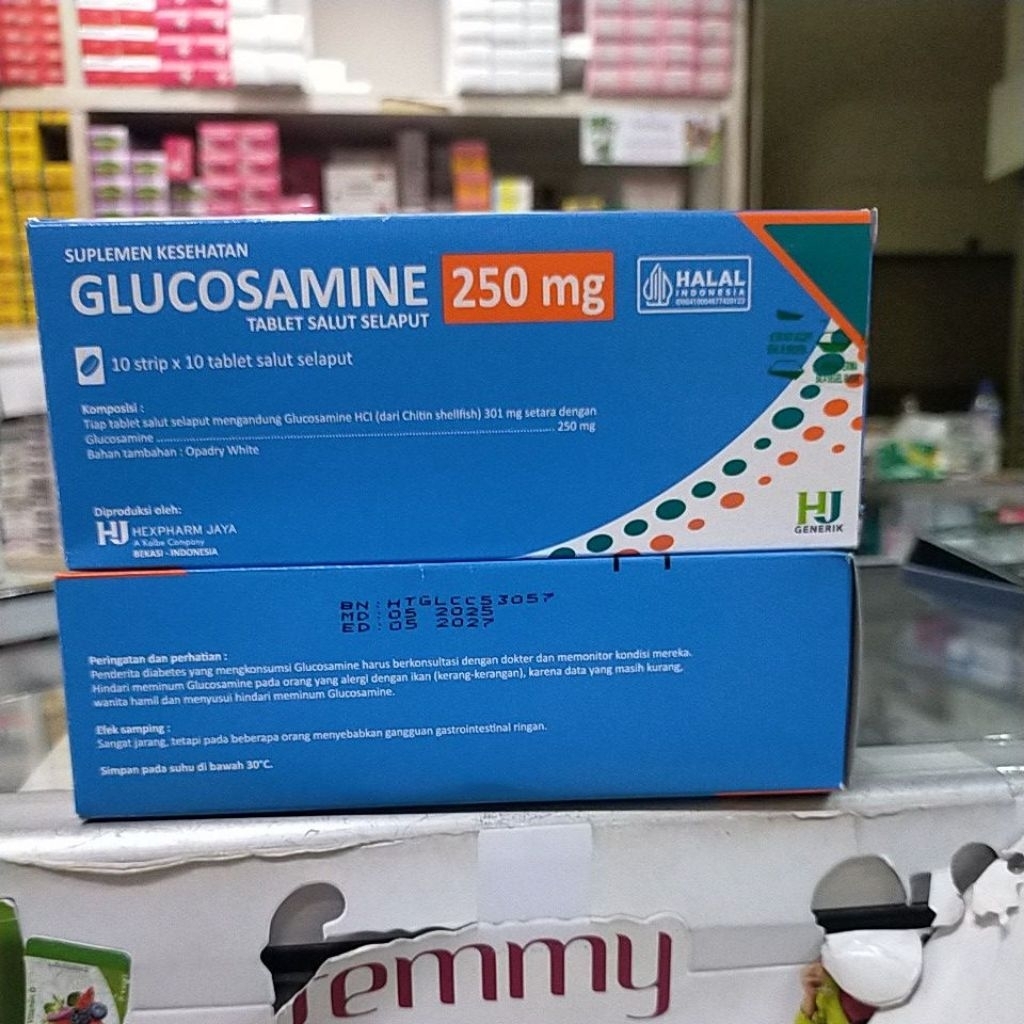 SUPLEMEN KESEHATAN
GLUCOSAMINE 250 mg
TABLET SALUT SELAPUT
HALAL
INDONESIA
10 strip x 10 tablet salut selaput
Komposisi :
Tiap tablet salut selaput mengandung Glucosamine HCl (dari Chitin shellfish) 301 mg setara dengan
Glucosamine ........................................................................................................ 250 mg
Bahan tambahan : Opadry White
Diproduksi oleh:
HJ HEXPHARM JAYA
A Kalbe Company
BEKASI - INDONESIA
HJ
GENERIK
BN : HTGLCC53057
MD : 05 2025
ED : 05 2027
Peringatan dan perhatian :
Penderita diabetes yang mengkonsumsi Glucosamine harus berkonsultasi dengan dokter dan memonitor kondisi mereka.
Hindari meminum Glucosamine pada orang yang alergi dengan ikan (kerang-kerangan), karena data yang masih kurang,
wanita hamil dan menyusui hindari meminum Glucosamine.
Efek samping :
Sangat jarang, tetapi pada beberapa orang menyebabkan gangguan gastrointestinal ringan.
Simpan pada suhu di bawah 30°C.
emmy